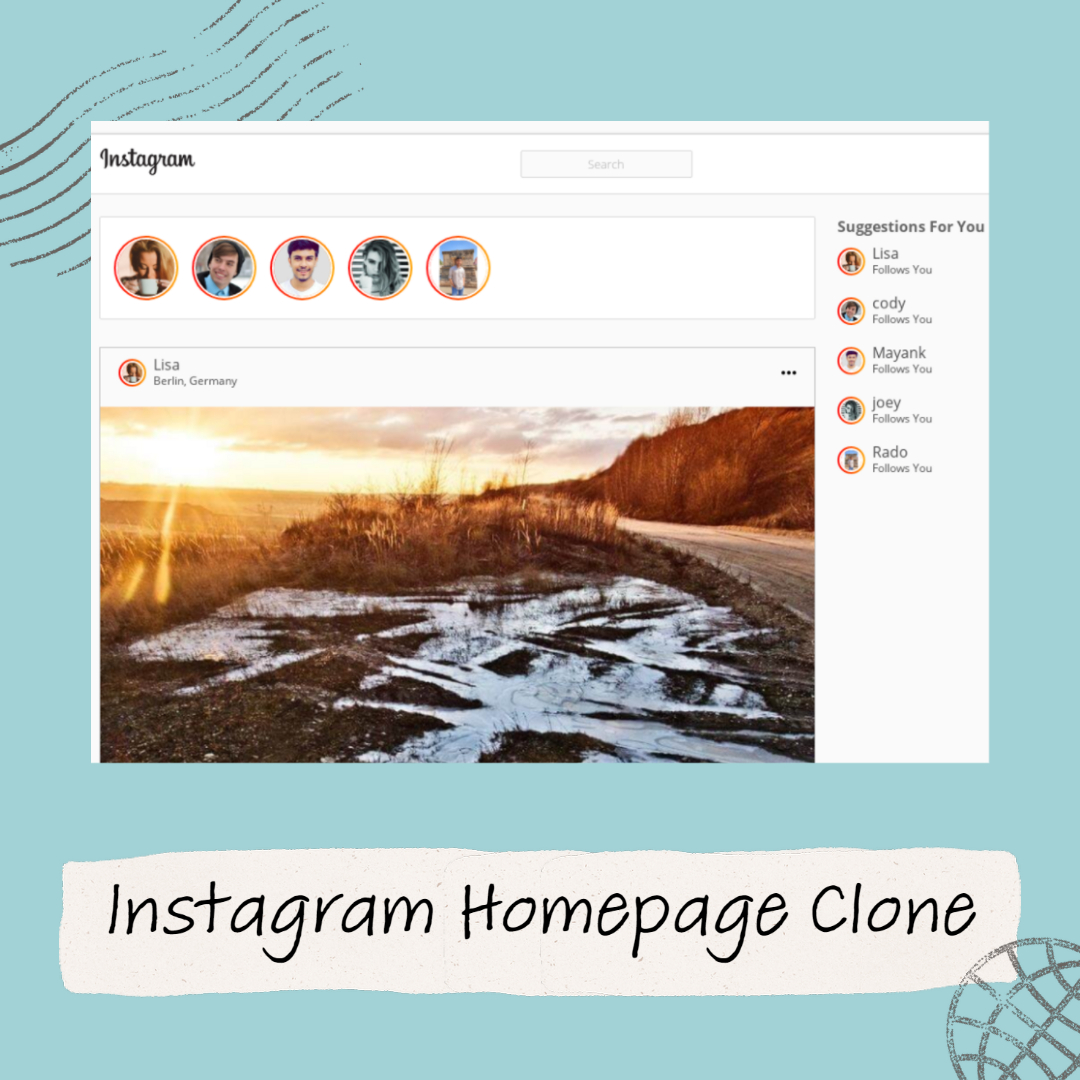 Instagram
Search
Suggestions For You
Lisa
Follows You
cody
Follows You
Mayank
Follows You
joey
Follows You
Rado
Follows You
Lisa
Berlin, Germany
Instagram Homepage Clone